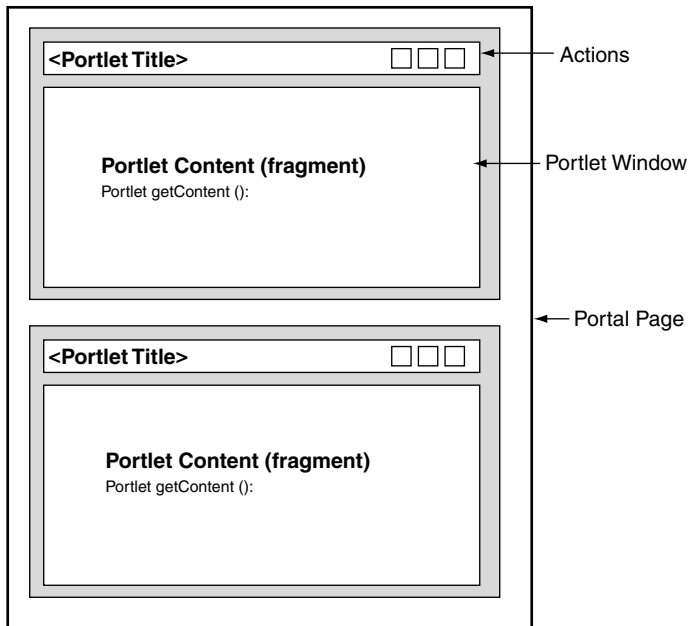 <Portlet Title>
Actions
Portlet Content (fragment)
Portlet getContent ():
Portlet Window
Portal Page
<Portlet Title>
Portlet Content (fragment)
Portlet getContent ():